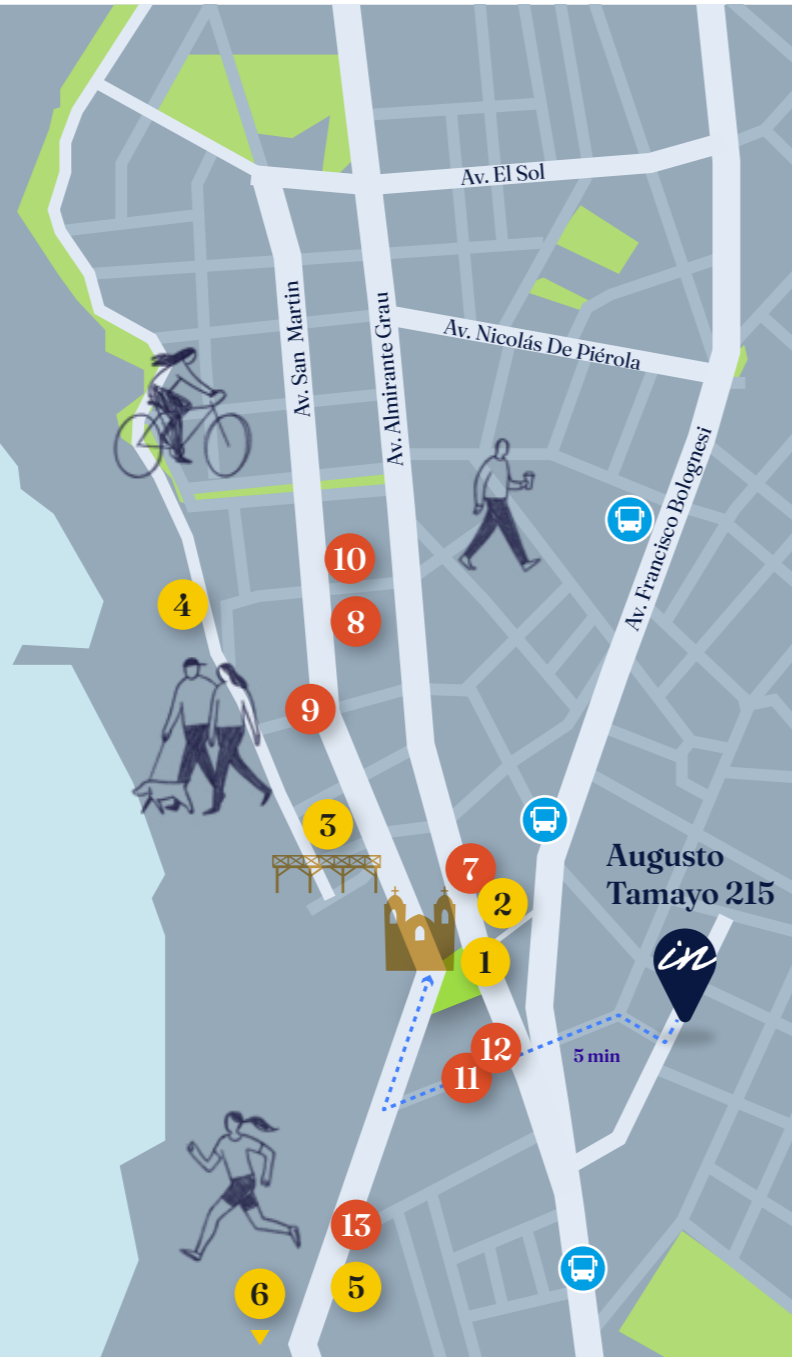 Av. El Sol
Av. San Martin
Av. Almirante Grau
Av. Nicolás De Piérola
Av. Francisco Bolognesi
10
8
4
9
3
7
2
1
Augusto
Tamayo 215
in
12
11
5 min
13
5
6